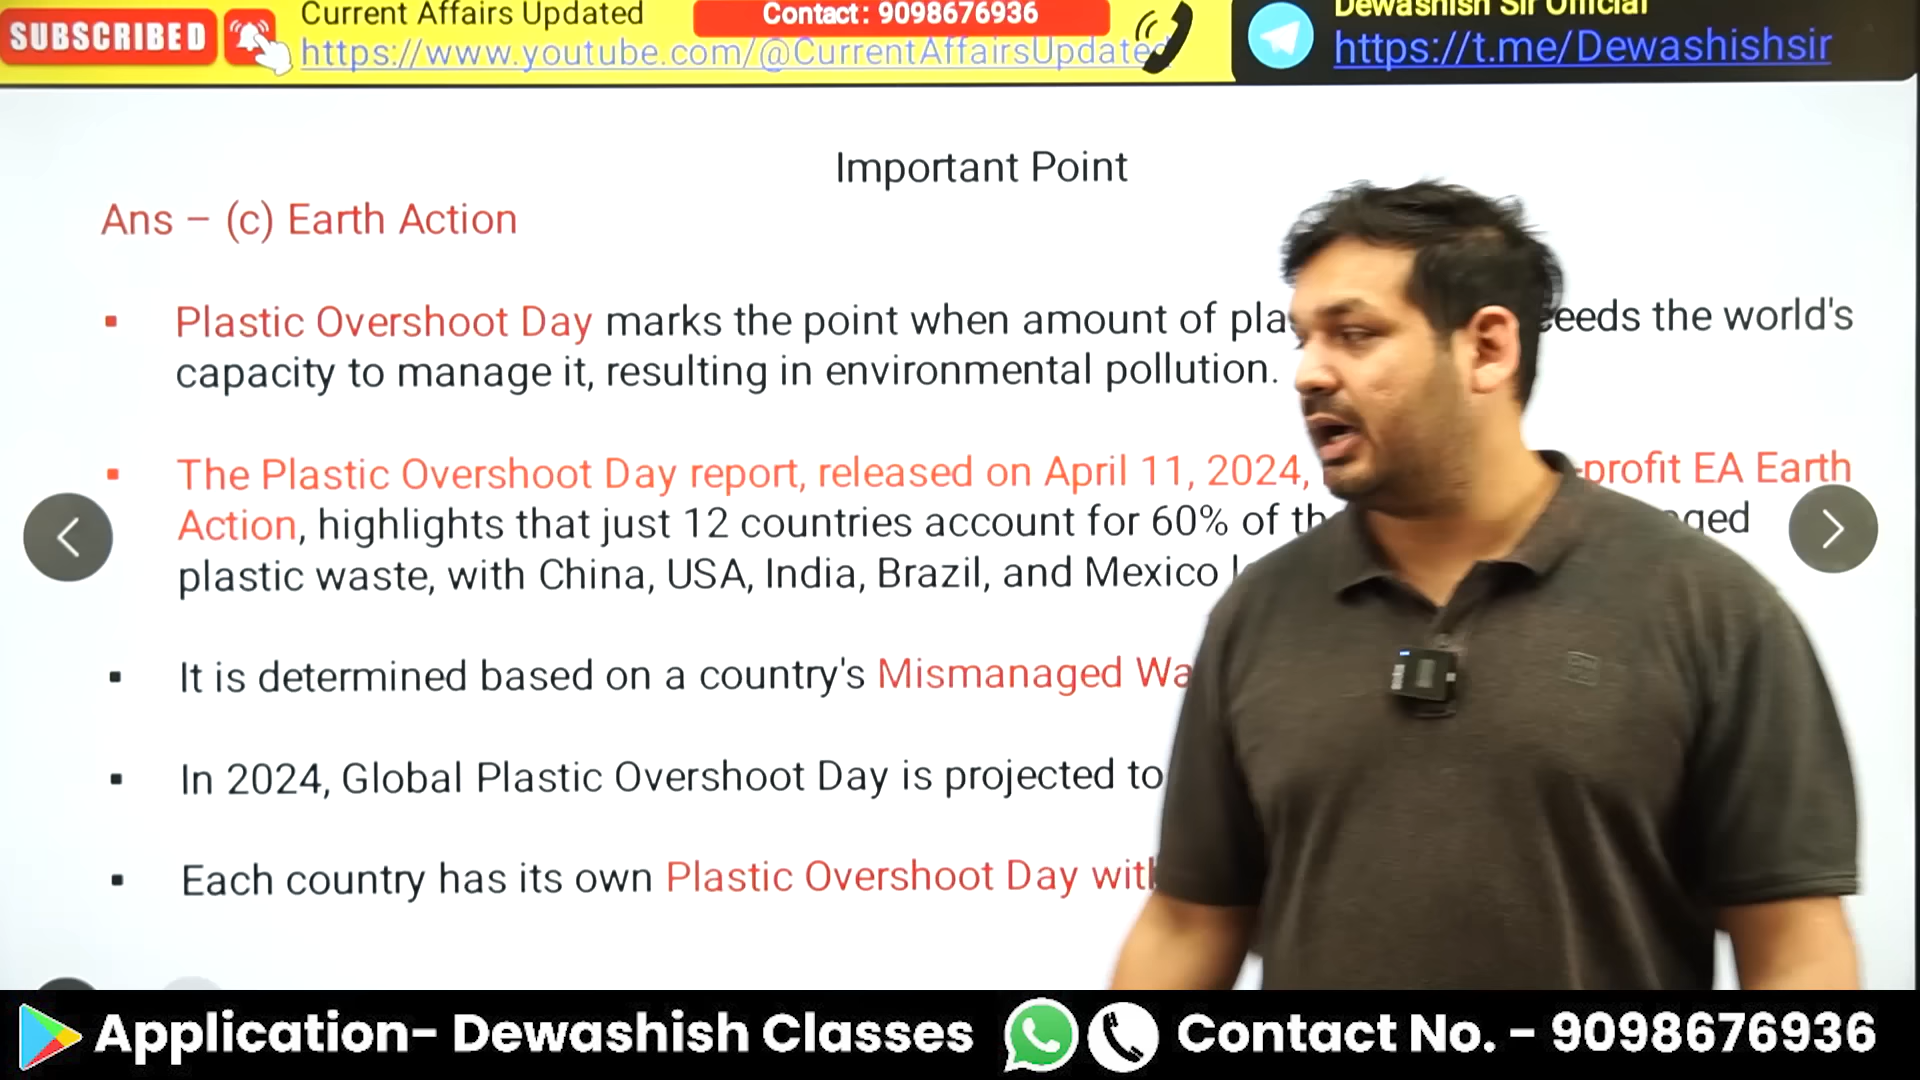 SUBSCRIBED
Current Affairs Updated
https://www.youtube.com/@CurrentAffairsUpdated
Contact: 9098676936
Dewashish Sir Official
https://t.me/Dewashishsir
Important Point
Ans – (c) Earth Action
▪ Plastic Overshoot Day marks the point when amount of the world's
capacity to manage it, resulting in environmental pollution.
▪ The Plastic Overshoot Day report, released on April 11, 2024, -profit EA Earth
Action, highlights that just 12 countries account for 60% of
plastic waste, with China, USA, India, Brazil, and Mexico
▪ It is determined based on a country's Mismanaged
▪ In 2024, Global Plastic Overshoot Day is projected to
▪ Each country has its own Plastic Overshoot Day
Application- Dewashish Classes
Contact No. - 9098676936